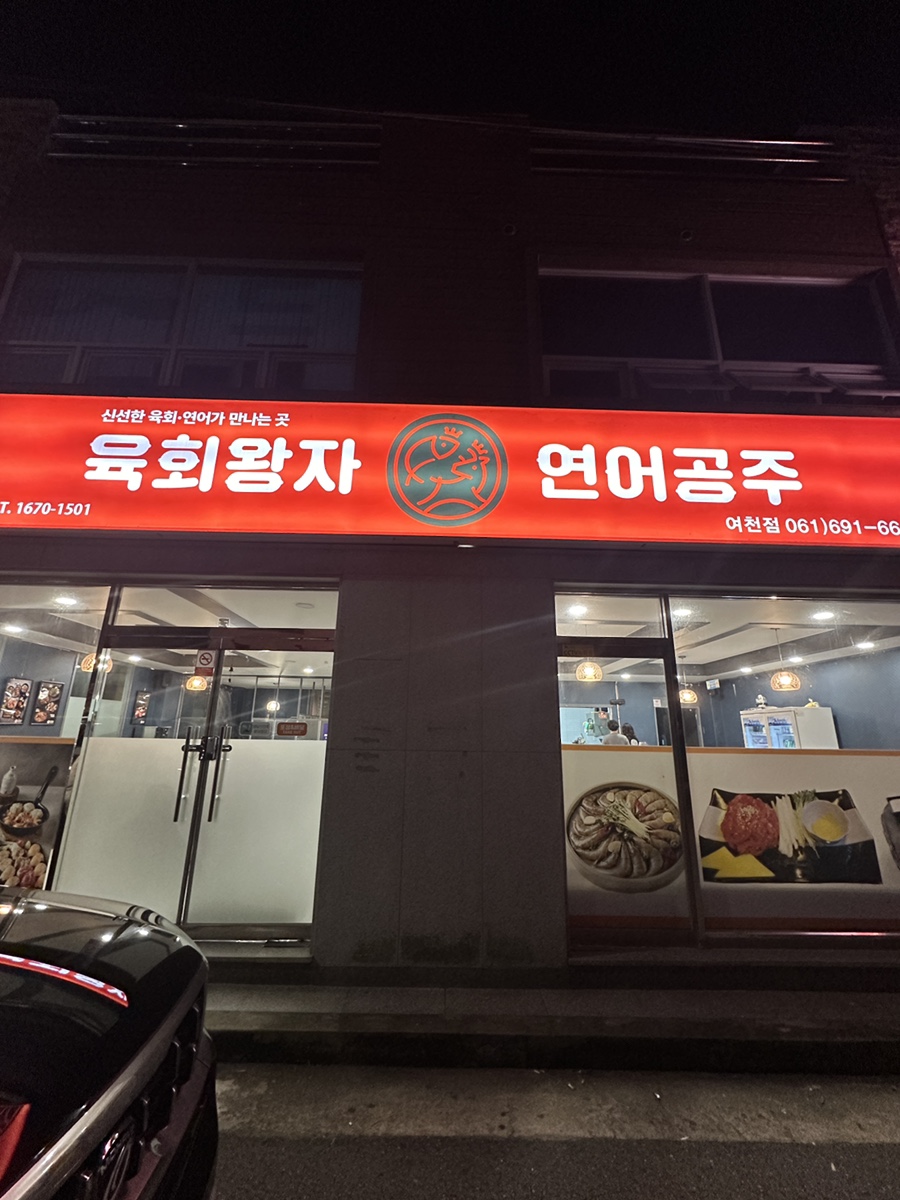 신선한 육회·연어가 만나는 곳
육회왕자 연어공주
T. 1670-1501
여천점 061)691-66